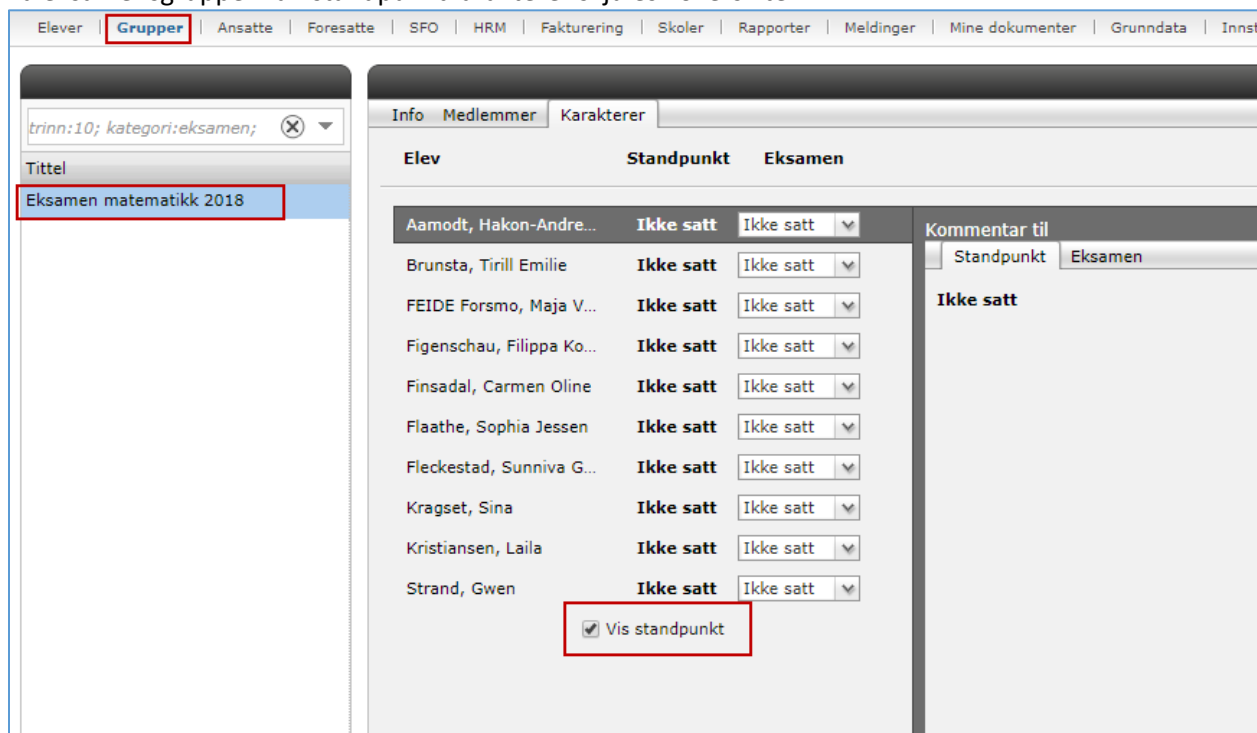 Elever | Grupper | Ansatte | Foresatte | SFO | HRM | Fakturering | Skoler | Rapporter | Meldinger | Mine dokumenter | Grunndata | Innst
trinn:10; kategori:eksamen;
Tittel
Eksamen matematikk 2018
Info Medlemmer Karakterer
Elev Standpunkt Eksamen
Aamodt, Hakon-Andre... Ikke satt Ikke satt
Brunsta, Tirill Emilie Ikke satt Ikke satt
FEIDE Forsmo, Maja V... Ikke satt Ikke satt
Figenschau, Filippa Ko... Ikke satt Ikke satt
Finsadal, Carmen Oline Ikke satt Ikke satt
Flaathe, Sophia Jessen Ikke satt Ikke satt
Fleckestad, Sunniva G... Ikke satt Ikke satt
Kragset, Sina Ikke satt Ikke satt
Kristiansen, Laila Ikke satt Ikke satt
Strand, Gwen Ikke satt Ikke satt
Vis standpunkt
Kommentar til
Standpunkt Eksamen
Ikke satt